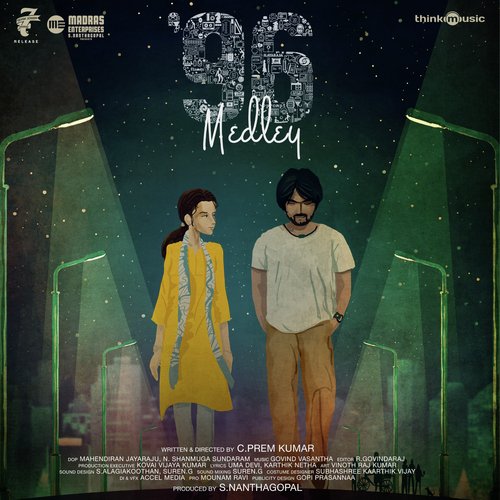 7
RELEASE
ME MADRAS
ENTERPRISES
S.NANTHAGOPAL
think music
'96
Medley
WRITTEN & DIRECTED BY C.PREM KUMAR
DOP MAHENDIRAN JAYARAJU, N. SHANMUGA SUNDARAM MUSIC GOVIND VASANTHA EDITOR R.GOVINDARAJ
PRODUCTION EXECUTIVE KOVAI VIJAYA KUMAR LYRICS UMA DEVI, KARTHIK NETHA ART VINOTH RAJ KUMAR
SOUND DESIGN S.ALAGIAKOOTHAN, SUREN.G SOUND MIXING SUREN.G COSTUME DESIGNER SUBHASHREE KAARTHIK VIJAY
DI & VFX ACCEL MEDIA PRO MOUNAM RAVI PUBLICITY DESIGN GOPI PRASANNAA
PRODUCED BY S.NANTHAGOPAL